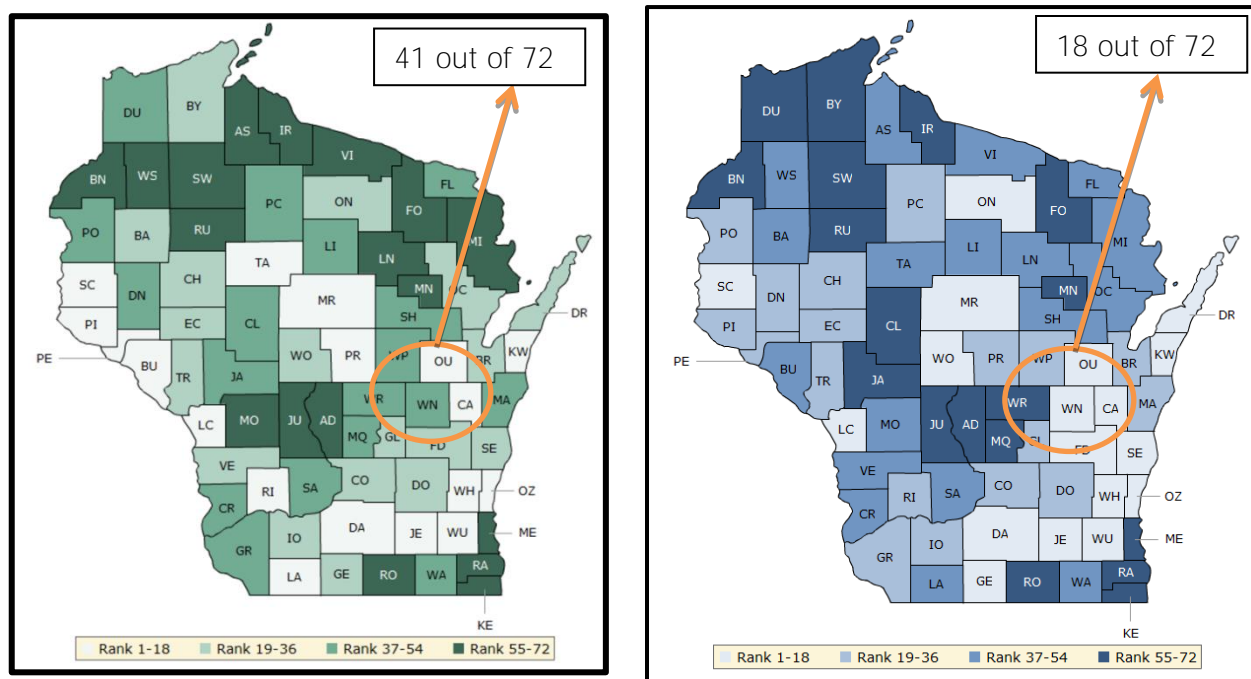 41 out of 72
DU
BY
AS
IR
VI
BN
WS
SW
FL
PC
ON
FO
MI
PO
BA
RU
LI
LN
TA
SC
CH
MN
OC
DN
MR
PI
EC
CL
SH
DR
PE
BU
WO
PR
WP
OU
BR
KW
TR
JA
WR
WN
CA
MA
LC
MO
JU
AD
MQ
GL
FD
SE
VE
CO
DO
RI
SA
WH
OZ
CR
DA
JE
WU
ME
GR
IO
LA
GE
RO
WA
RA
KE
Rank 1-18 Rank 19-36 Rank 37-54 Rank 55-72
18 out of 72
DU
BY
AS
IR
VI
BN
WS
SW
FL
PC
ON
FO
MI
PO
BA
RU
LI
LN
TA
SC
CH
MN
OC
DN
MR
PI
EC
CL
SH
DR
PE
BU
WO
PR
WP
OU
BR
KW
TR
JA
WR
WN
CA
MA
LC
MO
JU
AD
MQ
GL
FD
SE
VE
CO
DO
RI
SA
WH
OZ
CR
DA
JE
WU
ME
GR
IO
LA
GE
RO
WA
RA
KE
Rank 1-18 Rank 19-36 Rank 37-54 Rank 55-72